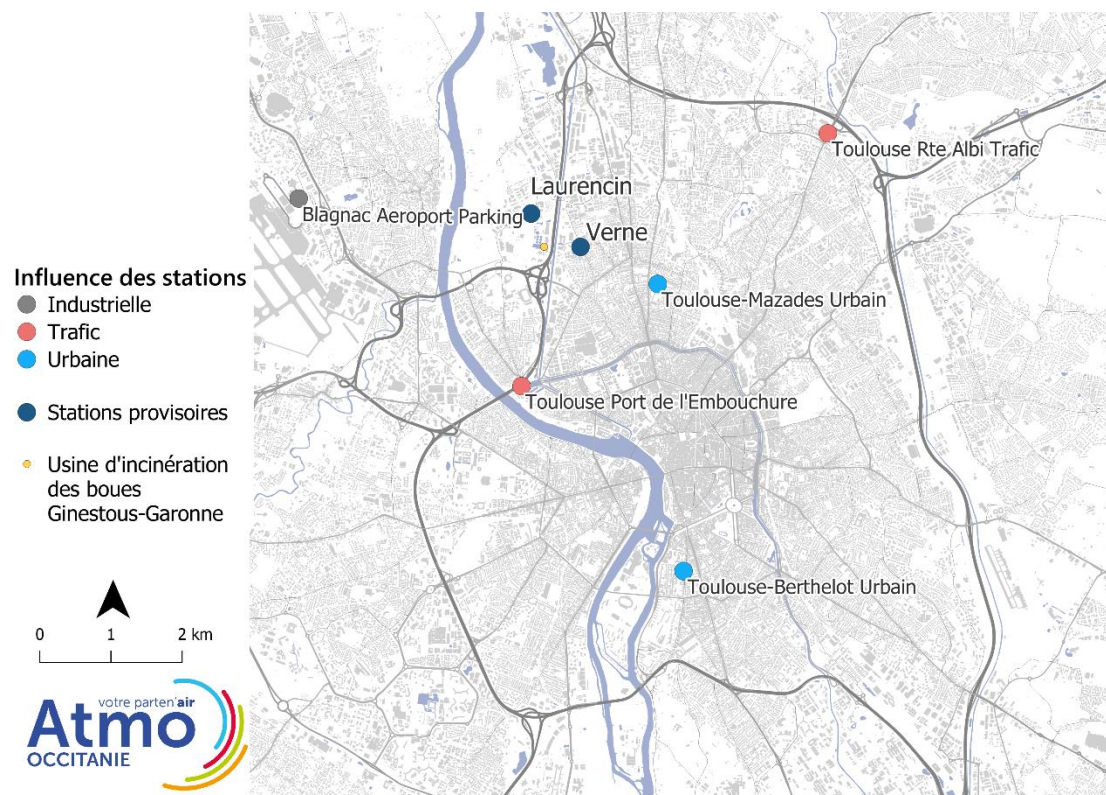 Influence des stations
Industrielle
Trafic
Urbaine
Stations provisoires
Usine d'incinération
des boues
Ginestous-Garonne
0 1 2 km
votre parten'air
Atmo
OCCITANIE
Toulouse Rte Albi Trafic
Laurencin
Blagnac Aeroport Parking
Verne
Toulouse-Mazades Urbain
Toulouse Port de l'Embouchure
Toulouse-Berthelot Urbain